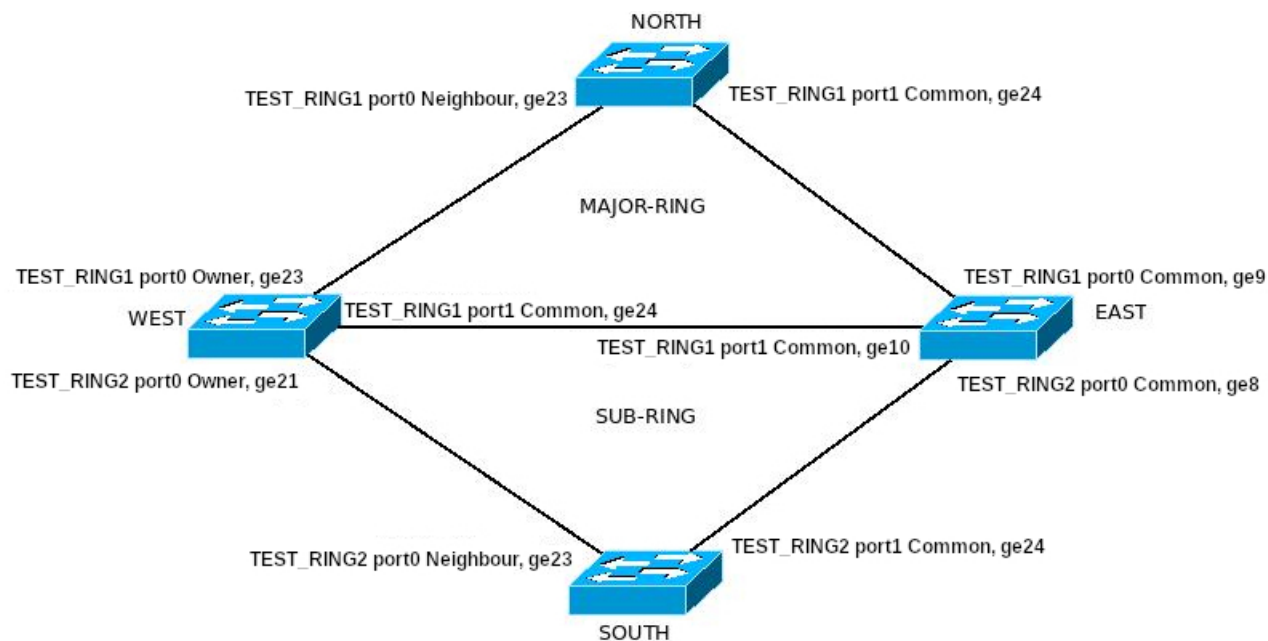 NORTH
TEST_RING1 port0 Neighbour, ge23
TEST_RING1 port1 Common, ge24
MAJOR-RING
TEST_RING1 port0 Owner, ge23
TEST_RING1 port0 Common, ge9
WEST
TEST_RING1 port1 Common, ge24
EAST
TEST_RING1 port1 Common, ge10
TEST_RING2 port0 Owner, ge21
TEST_RING2 port0 Common, ge8
SUB-RING
TEST_RING2 port0 Neighbour, ge23
TEST_RING2 port1 Common, ge24
SOUTH